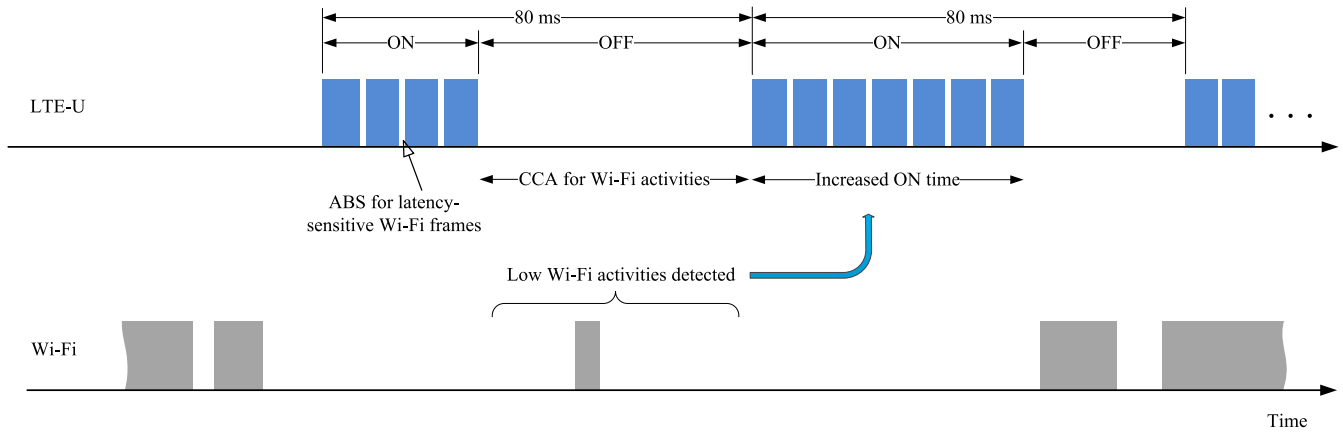 80 ms
80 ms
ON
OFF
ON
OFF
LTE-U
. . .
CCA for Wi-Fi activities
Increased ON time
ABS for latency-
sensitive Wi-Fi frames
Low Wi-Fi activities detected
Wi-Fi
Time